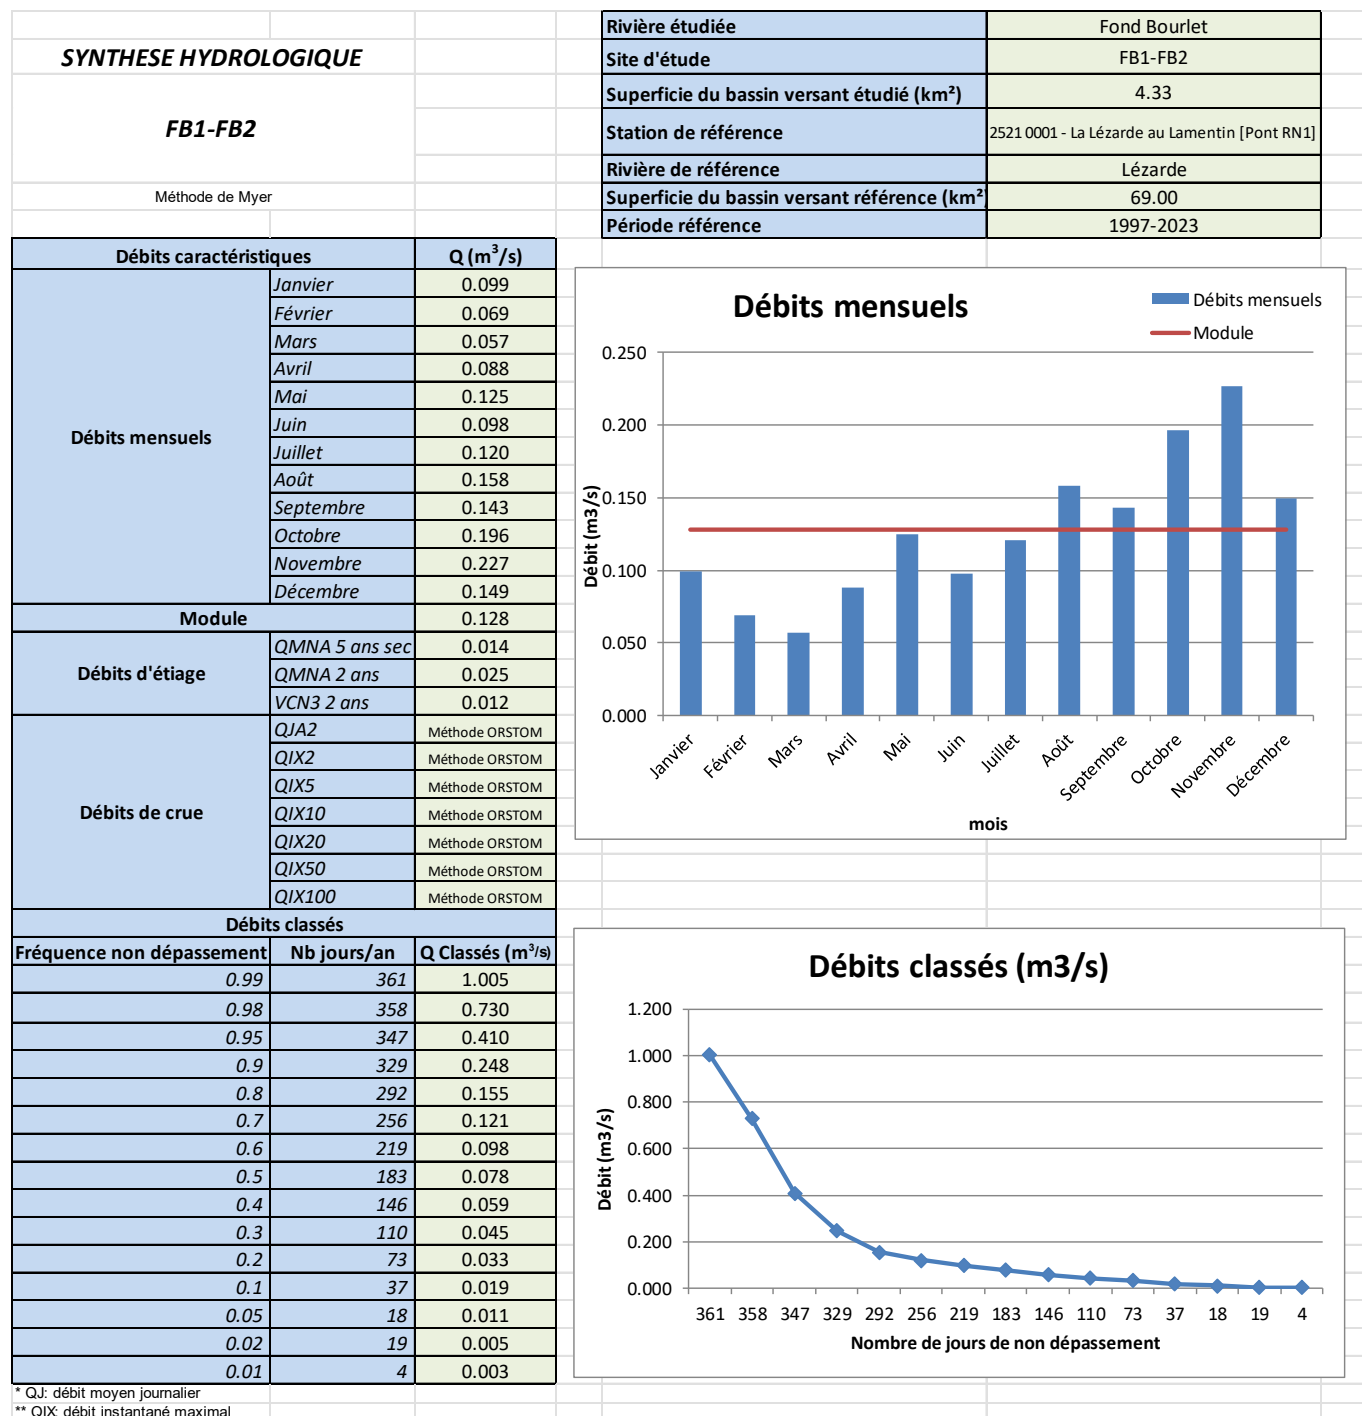 SYNTHESE HYDROLOGIQUE
FB1-FB2
Méthode de Myer
Rivière étudiée Fond Bourlet
Site d'étude FB1-FB2
Superficie du bassin versant étudié (km²) 4.33
Station de référence 2521 0001 - La Lézarde au Lamentin [Pont RN1]
Rivière de référence Lézarde
Superficie du bassin versant référence (km² 69.00
Période référence 1997-2023
Débits caractéristiques Q (m³/s)
Débits mensuels
Janvier 0.099
Février 0.069
Mars 0.057
Avril 0.088
Mai 0.125
Juin 0.098
Juillet 0.120
Août 0.158
Septembre 0.143
Octobre 0.196
Novembre 0.227
Décembre 0.149
Module 0.128
Débits d'étiage
QMNA 5 ans sec 0.014
QMNA 2 ans 0.025
VCN3 2 ans 0.012
Débits de crue
QJA2 Méthode ORSTOM
QIX2 Méthode ORSTOM
QIX5 Méthode ORSTOM
QIX10 Méthode ORSTOM
QIX20 Méthode ORSTOM
QIX50 Méthode ORSTOM
QIX100 Méthode ORSTOM
Débits classés
Fréquence non dépassement Nb jours/an Q Classés (m³/s)
0.99 361 1.005
0.98 358 0.730
0.95 347 0.410
0.9 329 0.248
0.8 292 0.155
0.7 256 0.121
0.6 219 0.098
0.5 183 0.078
0.4 146 0.059
0.3 110 0.045
0.2 73 0.033
0.1 37 0.019
0.05 18 0.011
0.02 19 0.005
0.01 4 0.003
* QJ: débit moyen journalier
** QIX: débit instantané maximal
Débits mensuels
Débits mensuels
Module
Débit (m3/s)
0.250
0.200
0.150
0.100
0.050
0.000
Janvier Février Mars Avril Mai Juin Juillet Août Septembre Octobre Novembre Décembre
mois
Débits classés (m3/s)
Débit (m3/s)
1.200
1.000
0.800
0.600
0.400
0.200
0.000
361 358 347 329 292 256 219 183 146 110 73 37 18 19 4
Nombre de jours de non dépassement